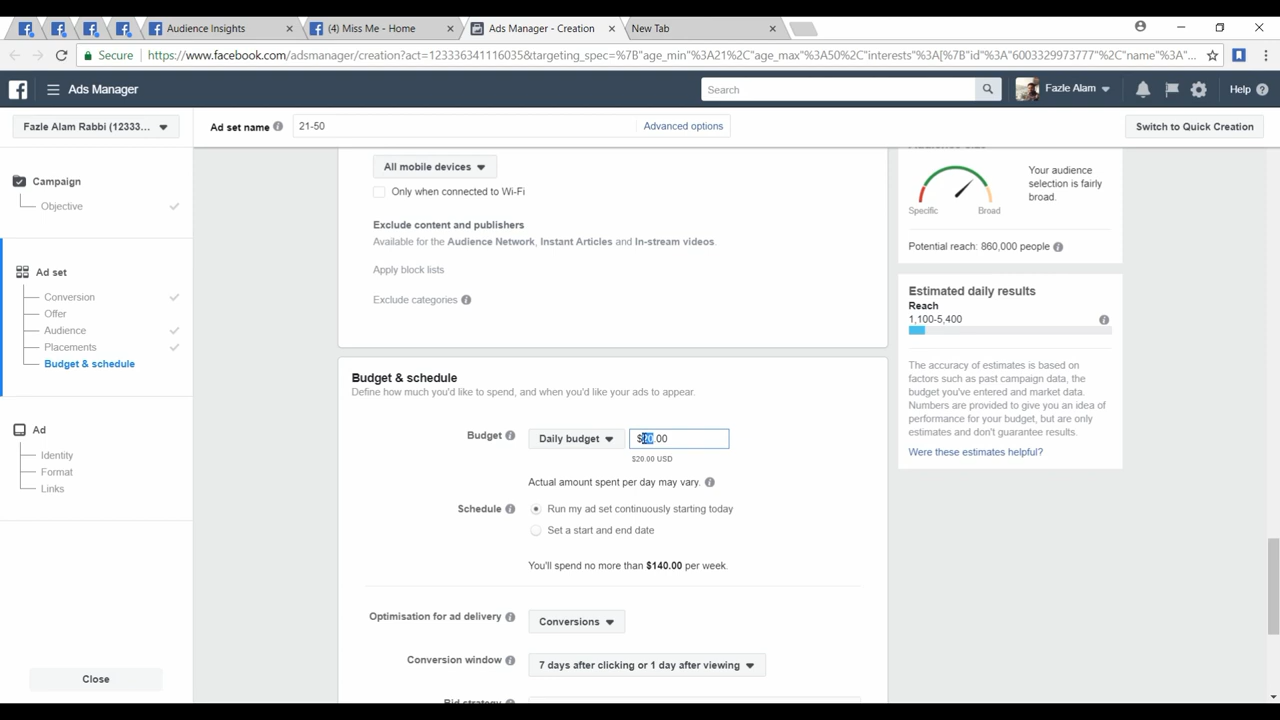 Audience Insights
(4) Miss Me - Home
Ads Manager - Creation
New Tab
Secure
https://www.facebook.com/adsmanager/creation?act=1233363411116035&targeting_spec=%7B"age_min"%3A21%2C"age_max"%3A50%2C"interests"%3A[%7B"id"%3A"6003329973777"%2C"name"%3A"...
Ads Manager
Search
Fazle Alam
Help
Fazle Alam Rabbi (12333...
Ad set name
21-50
Advanced options
Switch to Quick Creation
Campaign
Objective
Ad set
Conversion
Offer
Audience
Placements
Budget & schedule
Ad
Identity
Format
Links
Close
All mobile devices
Only when connected to Wi-Fi
Exclude content and publishers
Available for the Audience Network, Instant Articles and In-stream videos.
Apply block lists
Exclude categories
Budget & schedule
Define how much you'd like to spend, and when you'd like your ads to appear.
Budget
Daily budget
$20.00
$20.00 USD
Actual amount spent per day may vary.
Schedule
Run my ad set continuously starting today
Set a start and end date
You'll spend no more than $140.00 per week.
Optimisation for ad delivery
Conversions
Conversion window
7 days after clicking or 1 day after viewing
Your audience
selection is fairly
broad.
Specific
Broad
Potential reach: 860,000 people
Estimated daily results
Reach
1,100-5,400
The accuracy of estimates is based on
factors such as past campaign data, the
budget you've entered and market data.
Numbers are provided to give you an idea of
performance for your budget, but are only
estimates and don't guarantee results.
Were these estimates helpful?